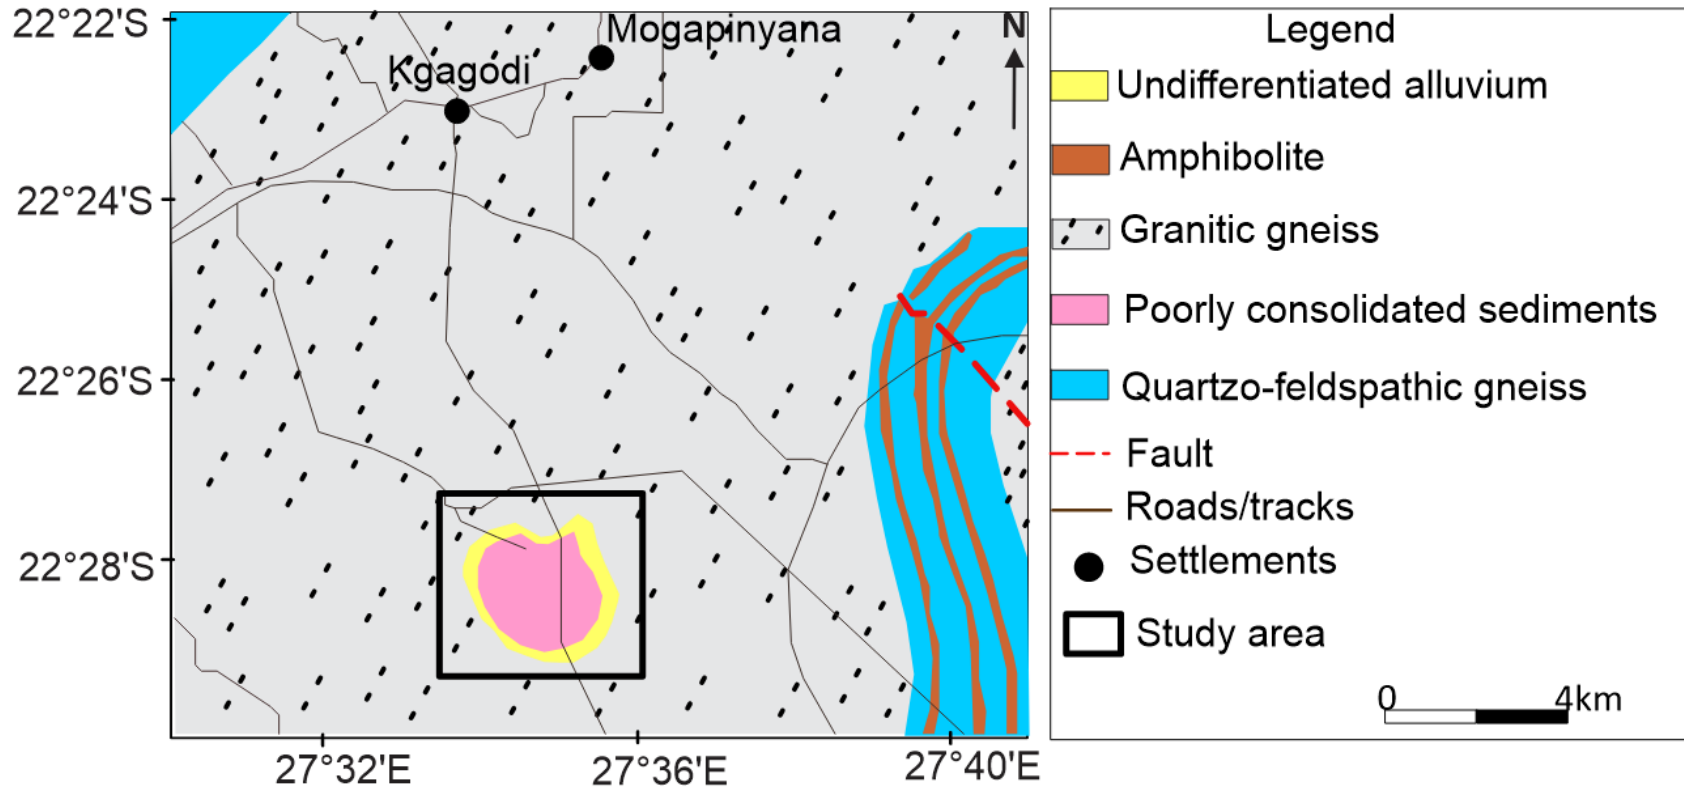 22°22'S
22°24'S
22°26'S
22°28'S
27°32'E
27°36'E
27°40'E
Mogapinyana
Kgagodi
N
Legend
Undifferentiated alluvium
Amphibolite
Granitic gneiss
Poorly consolidated sediments
Quartzo-feldspathic gneiss
Fault
Roads/tracks
Settlements
Study area
0 4km